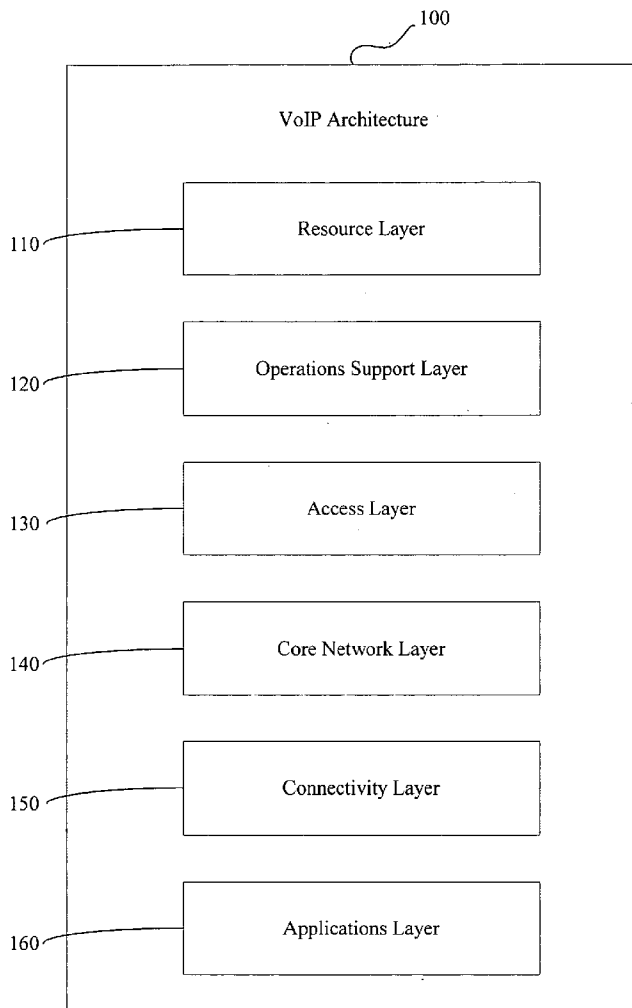 100
VoIP Architecture
110
Resource Layer
120
Operations Support Layer
130
Access Layer
140
Core Network Layer
150
Connectivity Layer
160
Applications Layer